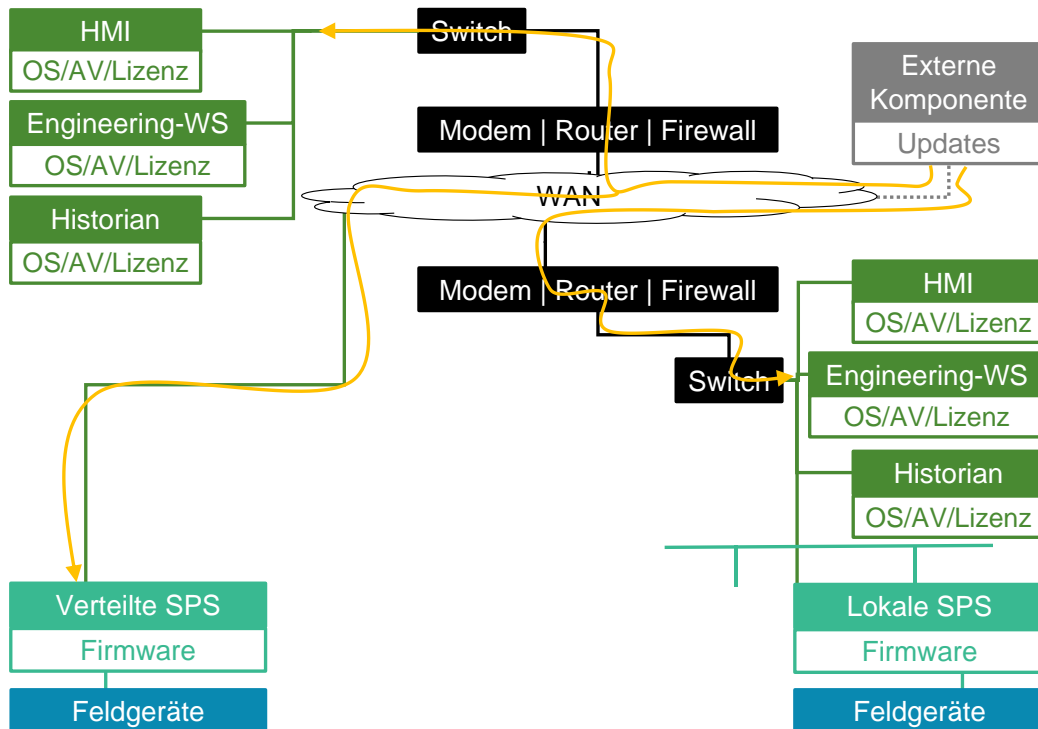 HMI
OS/AV/Lizenz
Engineering-WS
OS/AV/Lizenz
Historian
OS/AV/Lizenz
Switch
Modem | Router | Firewall
WAN
Externe
Komponente
Updates
Modem | Router | Firewall
Switch
HMI
OS/AV/Lizenz
Engineering-WS
OS/AV/Lizenz
Historian
OS/AV/Lizenz
Verteilte SPS
Firmware
Feldgeräte
Lokale SPS
Firmware
Feldgeräte